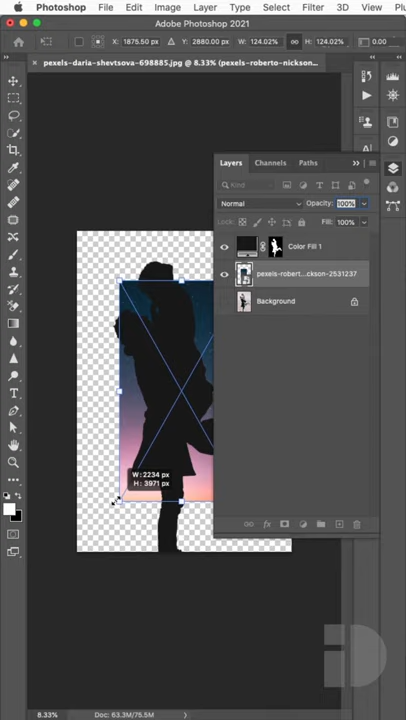 Photoshop File Edit Image Layer Type Select Filter 3D View
Adobe Photoshop 2021
X: 1875.50 px Y: 2880.00 px W: 124.02% H: 124.02% 0.00
pexels-daria-shevtsova-698885.jpg @ 8.33% (pexels-roberto-nickson...
Layers Channels Paths
Kind
Normal Opacity: 100%
Lock: Fill: 100%
Color Fill 1
pexels-robert...ckson-2531237
Background
W: 2234 px
H: 3971 px
fx
8.33% Doc: 63.3M/75.5M